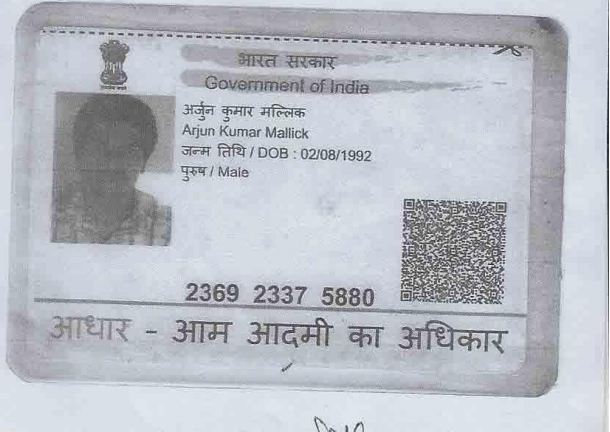 भारत सरकार
Government of India
अर्जुन कुमार मल्लिक
Arjun Kumar Mallick
जन्म तिथि / DOB : 02/08/1992
पुरुष / Male
2369 2337 5880
आधार - आम आदमी का अधिकार